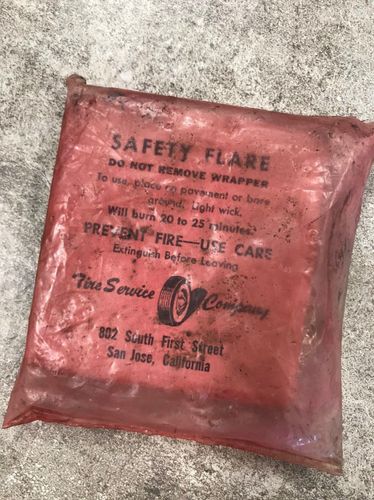 SAFETY FLARE
DO NOT REMOVE WRAPPER
To use, place on pavement or bare
ground. Light wick.
Will burn 20 to 25 minutes.
PREVENT FIRE—USE CARE
Extinguish Before Leaving
Tire Service Company
802 South First Street
San Jose, California